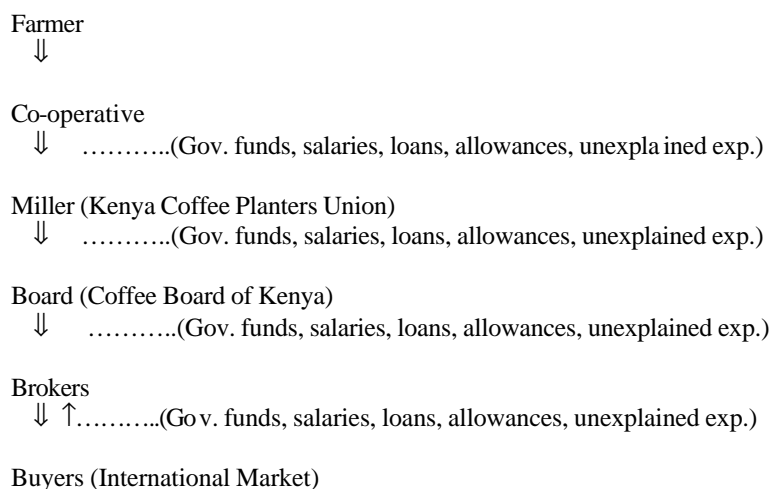 Farmer
⇓
Co-operative
⇓ ………..(Gov. funds, salaries, loans, allowances, unexpla ined exp.)
Miller (Kenya Coffee Planters Union)
⇓ ………..(Gov. funds, salaries, loans, allowances, unexplained exp.)
Board (Coffee Board of Kenya)
⇓ ………..(Gov. funds, salaries, loans, allowances, unexplained exp.)
Brokers
⇓ ↑………..(Gov. funds, salaries, loans, allowances, unexplained exp.)
Buyers (International Market)